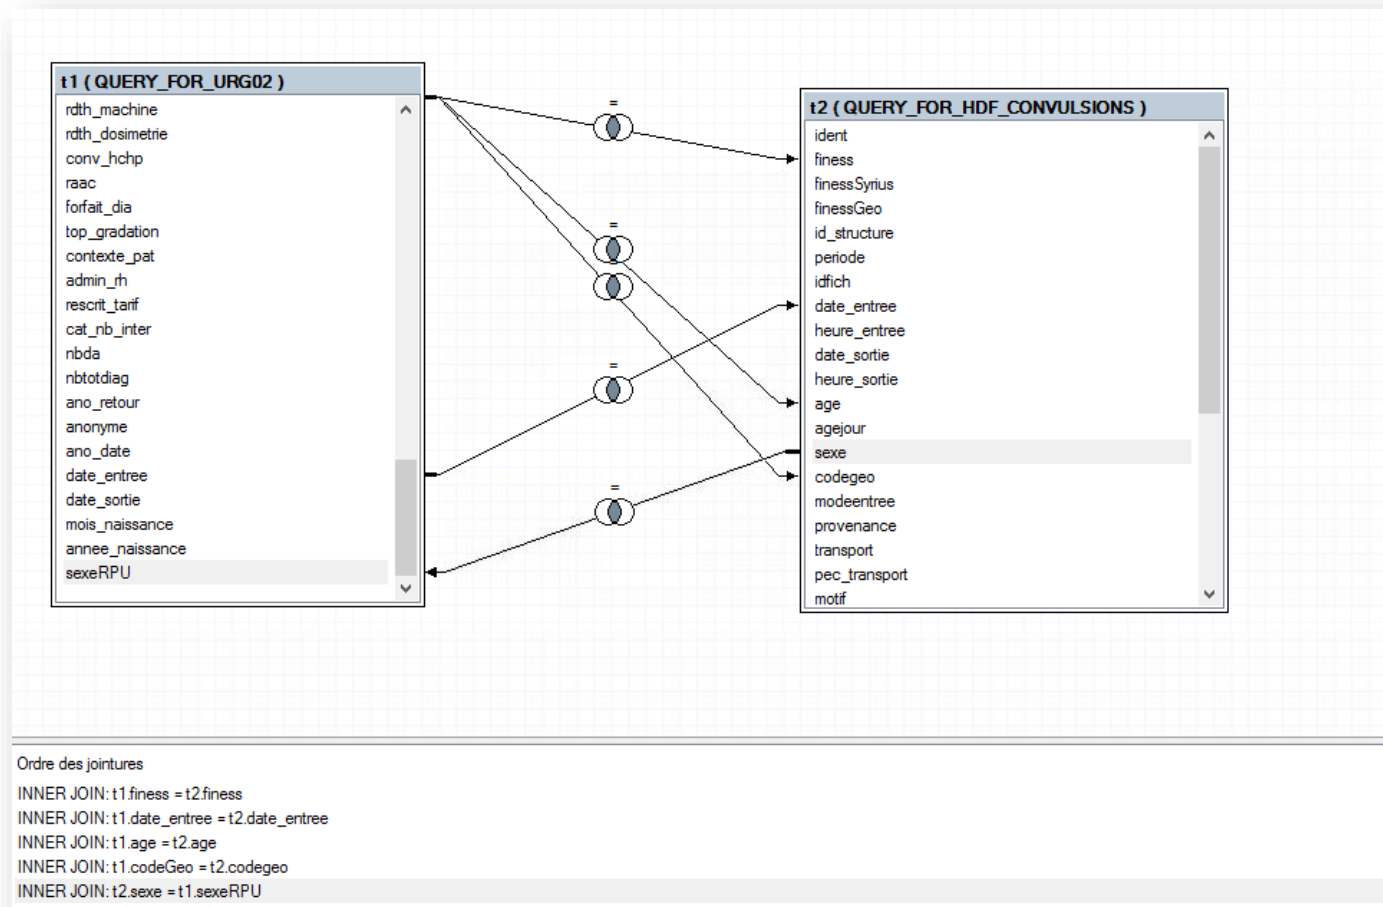 t1 ( QUERY_FOR_URG02 )
rdth_machine
rdth_dosimetrie
conv_hchp
raac
forfait_dia
top_gradation
contexte_pat
admin_rh
rescrit_tarif
cat_nb_inter
nbda
nbtotdiag
ano_retour
anonyme
ano_date
date_entree
date_sortie
mois_naissance
annee_naissance
sexeRPU
=
=
=
=
t2 ( QUERY_FOR_HDF_CONVULSIONS )
ident
finess
finessSyrius
finessGeo
id_structure
periode
idfich
date_entree
heure_entree
date_sortie
heure_sortie
age
agejour
sexe
codegeo
modeentree
provenance
transport
pec_transport
motif
Ordre des jointures
INNER JOIN: t1.finess = t2.finess
INNER JOIN: t1.date_entree = t2.date_entree
INNER JOIN: t1.age = t2.age
INNER JOIN: t1.codeGeo = t2.codegeo
INNER JOIN: t2.sexe = t1.sexeRPU